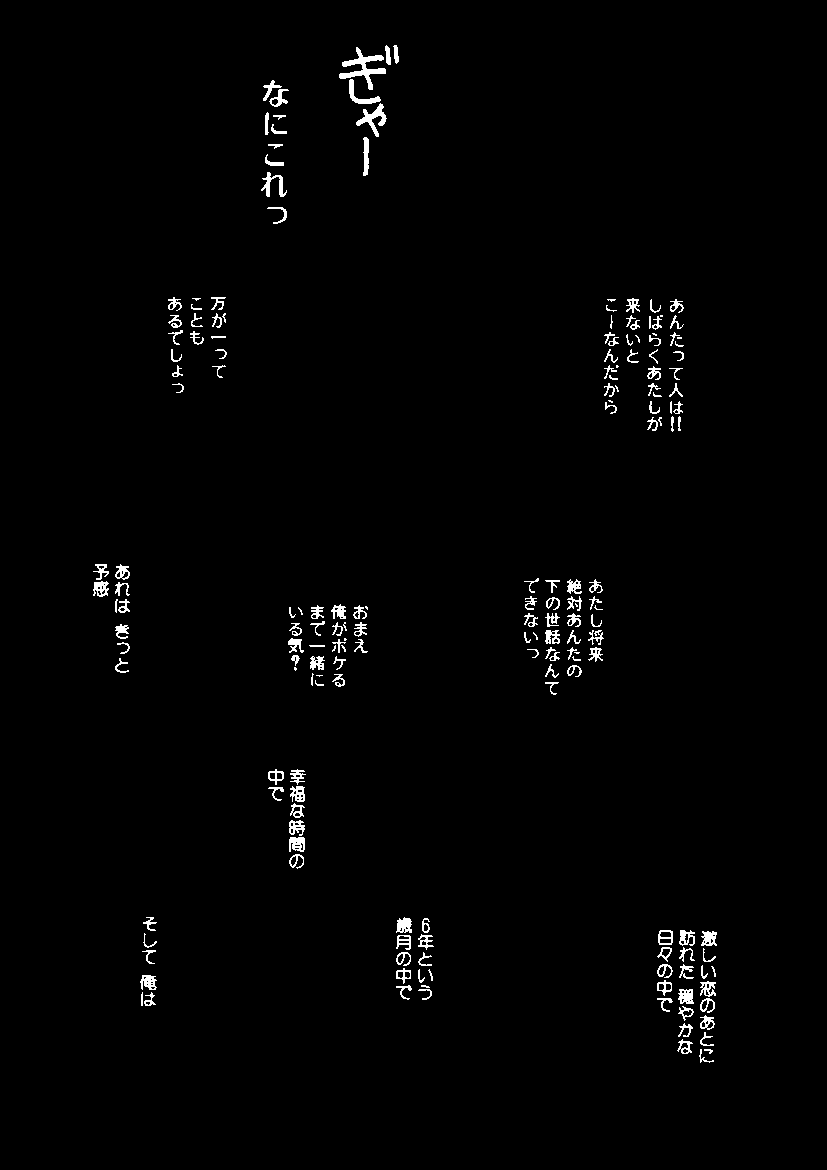 ぎゃー
なにこれっ
あんたって人は!!
しばらくあたしが
来ないと
こーなんだから
万が一って
ことも
あるでしょっ
あたし将来
絶対あんたの
下の世話なんて
できないっ
おまえ
俺がボケる
まで一緒に
いる気?
あれは きっと
予感
幸福な時間の
中で
激しい恋のあとに
訪れた 穏やかな
日々の中で
6年という
歳月の中で
そして 俺は